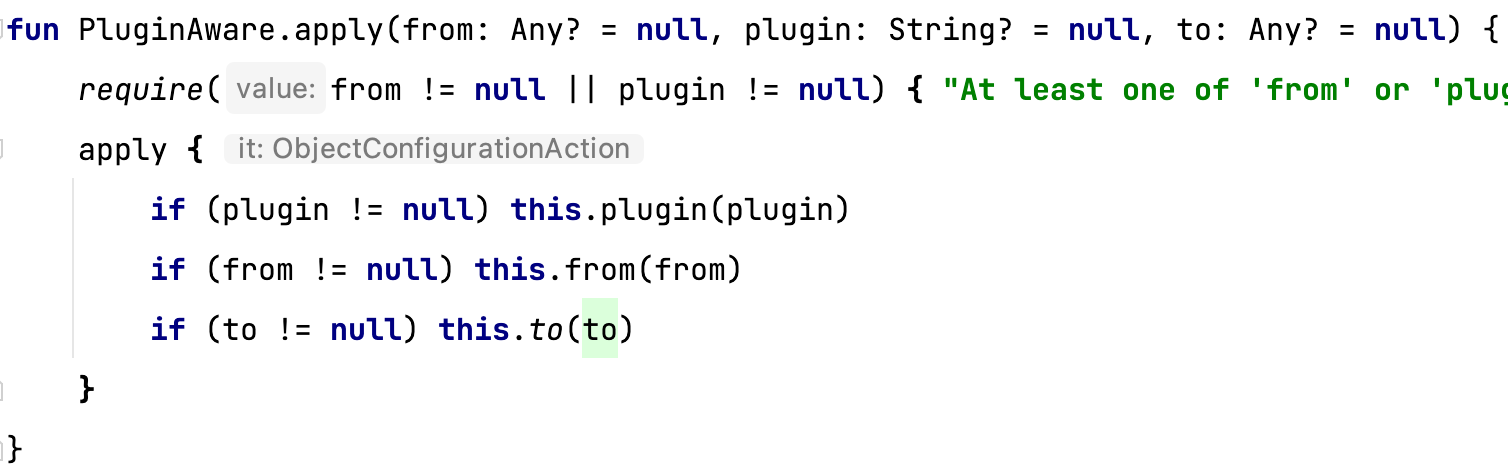 fun PluginAware.apply(from: Any? = null, plugin: String? = null, to: Any? = null) {
require( value: from != null || plugin != null) { "At least one of 'from' or 'plug
apply { it: ObjectConfigurationAction
if (plugin != null) this.plugin(plugin)
if (from != null) this.from(from)
if (to != null) this.to(to)
}
}